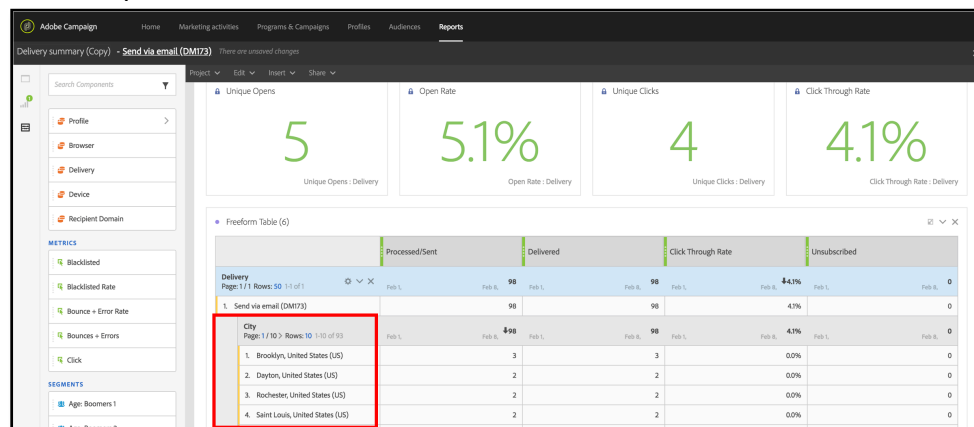 Adobe Campaign Home Marketing activities Programs & Campaigns Profiles Audiences Reports
Delivery summary (Copy) - Send via email (DM173) There are unsaved changes
Project Edit Insert Share
Search Components
Unique Opens Open Rate Unique Clicks Click Through Rate
1
Profile
Browser
5 5.1% 4 4.1%
Delivery
Unique Opens : Delivery Open Rate : Delivery Unique Clicks : Delivery Click Through Rate : Delivery
Device
Recipient Domain
Freeform Table (6)
METRICS
Processed/Sent Delivered Click Through Rate Unsubscribed
Blacklisted
Delivery 98 98 4.1% 0
Page: 1 / 1 Rows: 50 1-1 of 1 Feb 1, Feb 8, Feb 1, Feb 8, Feb 1, Feb 8, Feb 1, Feb 8,
Blacklisted Rate
1. Send via email (DM173) 98 98 4.1% 0
Bounce + Error Rate
City 98 98 4.1% 0
Page: 1 / 10 > Rows: 10 1-10 of 93 Feb 1, Feb 8, Feb 1, Feb 8, Feb 1, Feb 8, Feb 1, Feb 8,
Bounces + Errors
1. Brooklyn, United States (US) 3 3 0.0% 0
Click
2. Dayton, United States (US) 2 2 0.0% 0
SEGMENTS
3. Rochester, United States (US) 2 2 0.0% 0
Age: Boomers 1
4. Saint Louis, United States (US) 2 2 0.0% 0